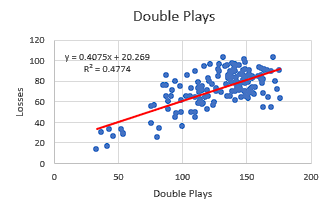 Double Plays
120
y = 0.4075x + 20.269
R² = 0.4774
100
80
60
40
20
0
Losses
0 50 100 150 200
Double Plays